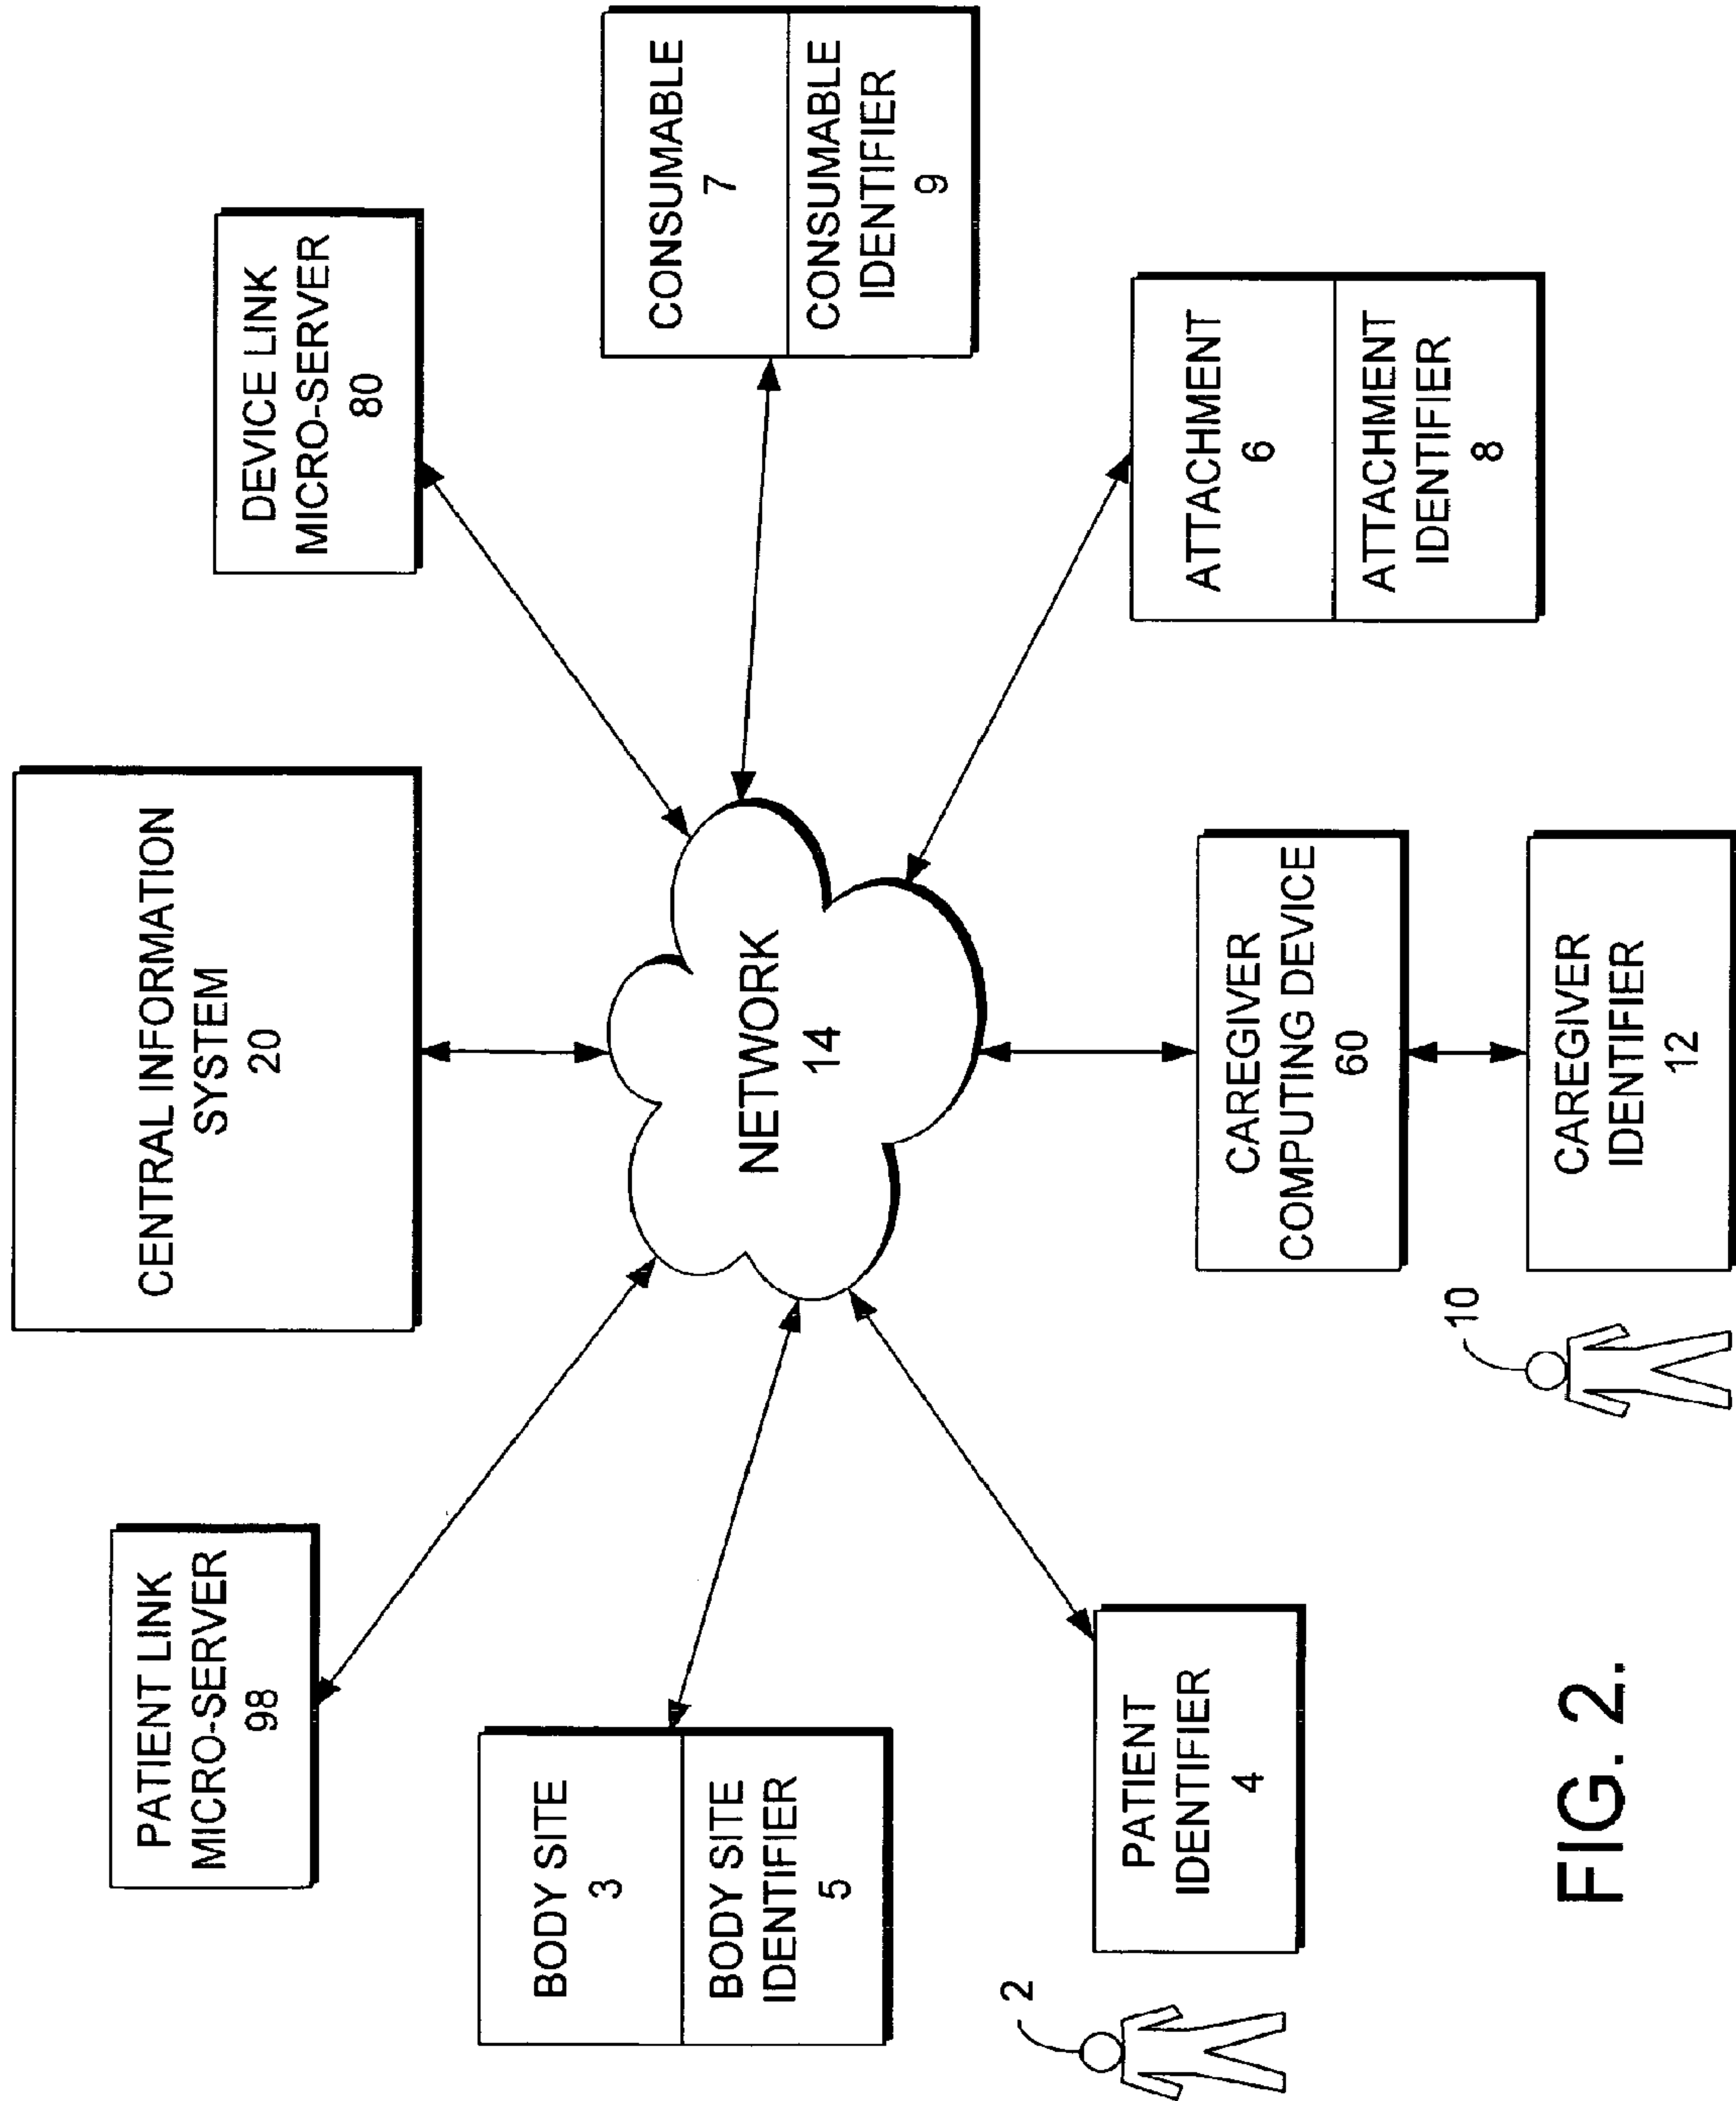 CENTRAL INFORMATION
SYSTEM
20
PATIENT LINK
MICRO-SERVER
98
DEVICE LINK
MICRO-SERVER
80
BODY SITE
3
BODY SITE
IDENTIFIER
5
CONSUMABLE
7
CONSUMABLE
IDENTIFIER
9
NETWORK
14
2
PATIENT
IDENTIFIER
4
ATTACHMENT
6
ATTACHMENT
IDENTIFIER
8
CAREGIVER
COMPUTING DEVICE
60
10
CAREGIVER
IDENTIFIER
12
FIG. 2.